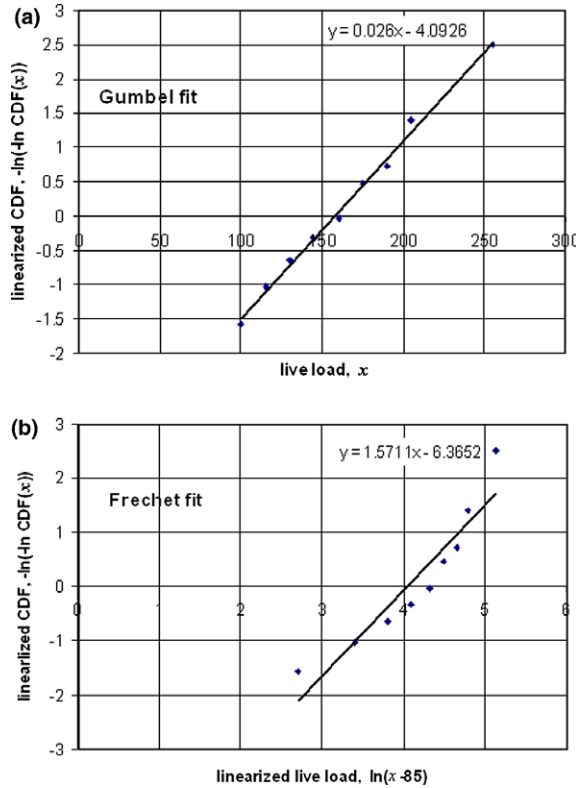 (a)
y = 0.026x - 4.0926
Gumbel fit
linearized CDF, -ln(-ln CDF(x))
3
2.5
2
1.5
1
0.5
0
-0.5
-1
-1.5
-2
0 50 100 150 200 250 300
live load, x
(b)
y = 1.5711x - 6.3652
Frechet fit
linearlized CDF, -ln(-ln CDF(x))
3
2
1
0
-1
-2
-3
0 1 2 3 4 5 6
linearized live load, ln(x -85)